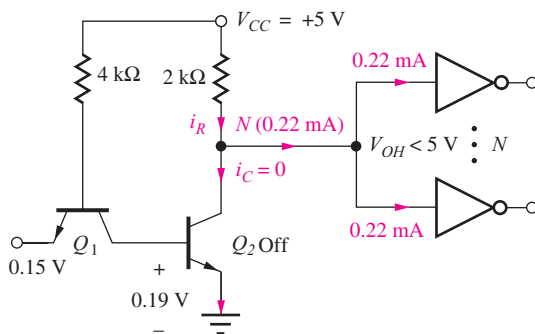 V_CC = +5 V
4 kΩ
2 kΩ
0.22 mA
i_R
N (0.22 mA)
V_OH < 5 V
N
i_C = 0
0.22 mA
Q_1
Q_2 Off
0.15 V
+
0.19 V
–